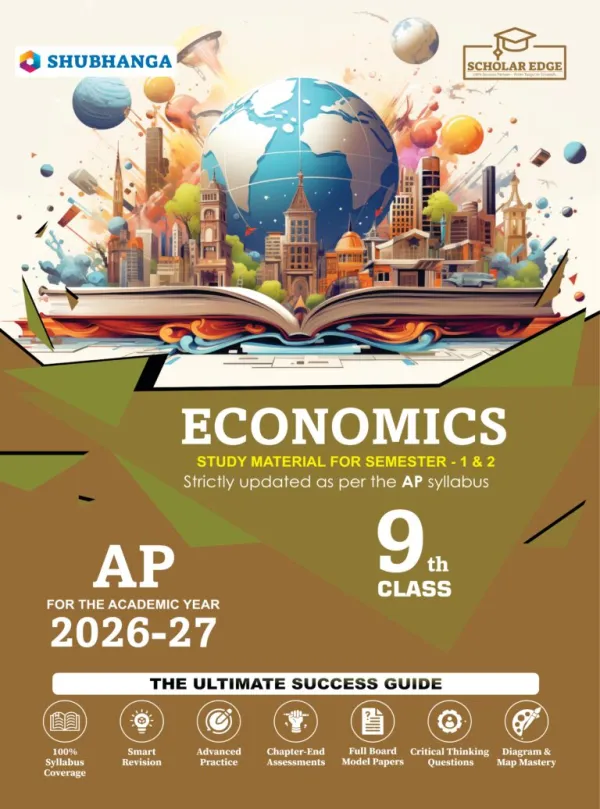 SHUBHANGA
SCHOLAR EDGE
ECONOMICS
STUDY MATERIAL FOR SEMESTER - 1 & 2
Strictly updated as per the AP syllabus
9th
CLASS
AP
FOR THE ACADEMIC YEAR
2026-27
THE ULTIMATE SUCCESS GUIDE
100%
Syllabus
Coverage
Smart
Revision
Advanced
Practice
Chapter-End
Assessments
Full Board
Model Papers
Critical Thinking
Questions
Diagram &
Map Mastery